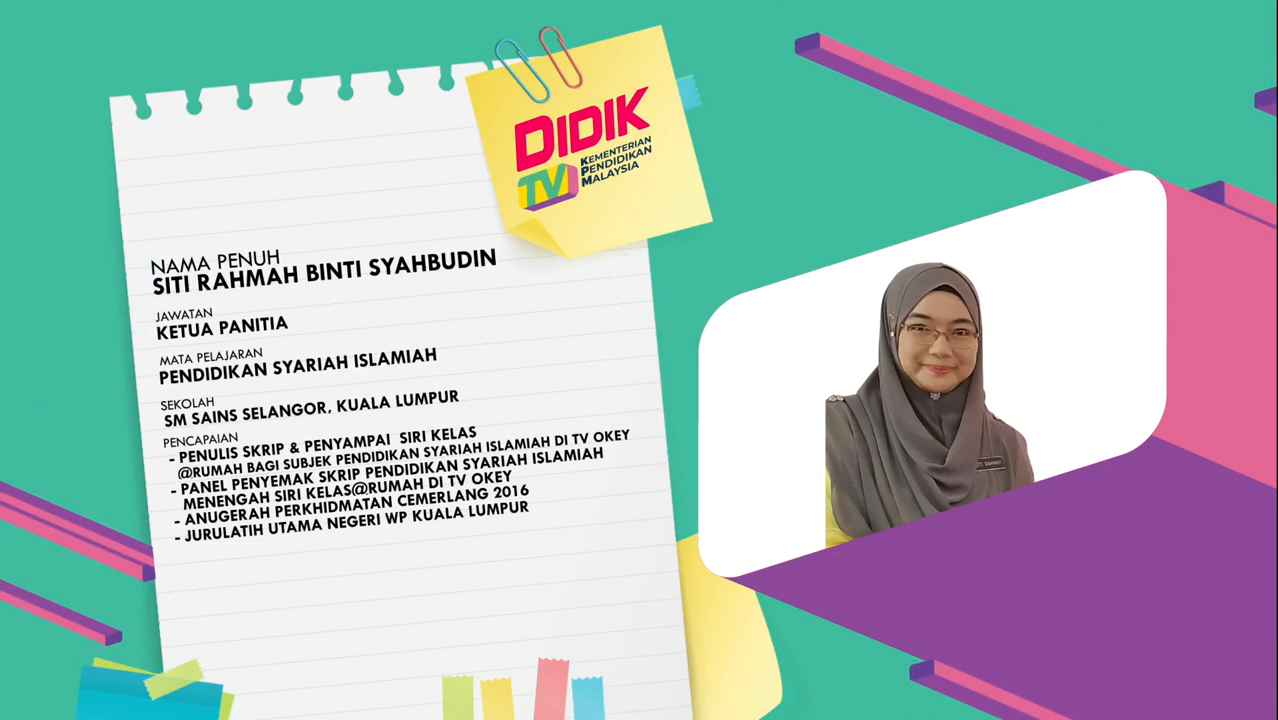 DIDIK
TV
KEMENTERIAN
PENDIDIKAN
MALAYSIA
NAMA PENUH
SITI RAHMAH BINTI SYAHBUDIN
JAWATAN
KETUA PANITIA
MATA PELAJARAN
PENDIDIKAN SYARIAH ISLAMIAH
SEKOLAH
SM SAINS SELANGOR, KUALA LUMPUR
PENCAPAIAN
- PENULIS SKRIP & PENYAMPAI SIRI KELAS
@RUMAH BAGI SUBJEK PENDIDIKAN SYARIAH ISLAMIAH DI TV OKEY
- PANEL PENYEMAK SKRIP PENDIDIKAN SYARIAH ISLAMIAH
MENENGAH SIRI KELAS@RUMAH DI TV OKEY
- ANUGERAH PERKHIDMATAN CEMERLANG 2016
- JURULATIH UTAMA NEGERI WP KUALA LUMPUR